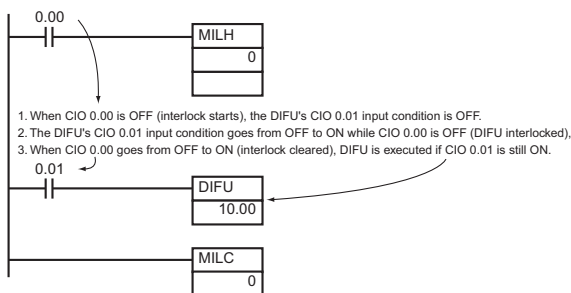 0.00
MILH
0
1. When CIO 0.00 is OFF (interlock starts), the DIFU's CIO 0.01 input condition is OFF.
2. The DIFU's CIO 0.01 input condition goes from OFF to ON while CIO 0.00 is OFF (DIFU interlocked),
3. When CIO 0.00 goes from OFF to ON (interlock cleared), DIFU is executed if CIO 0.01 is still ON.
0.01
DIFU
10.00
MILC
0